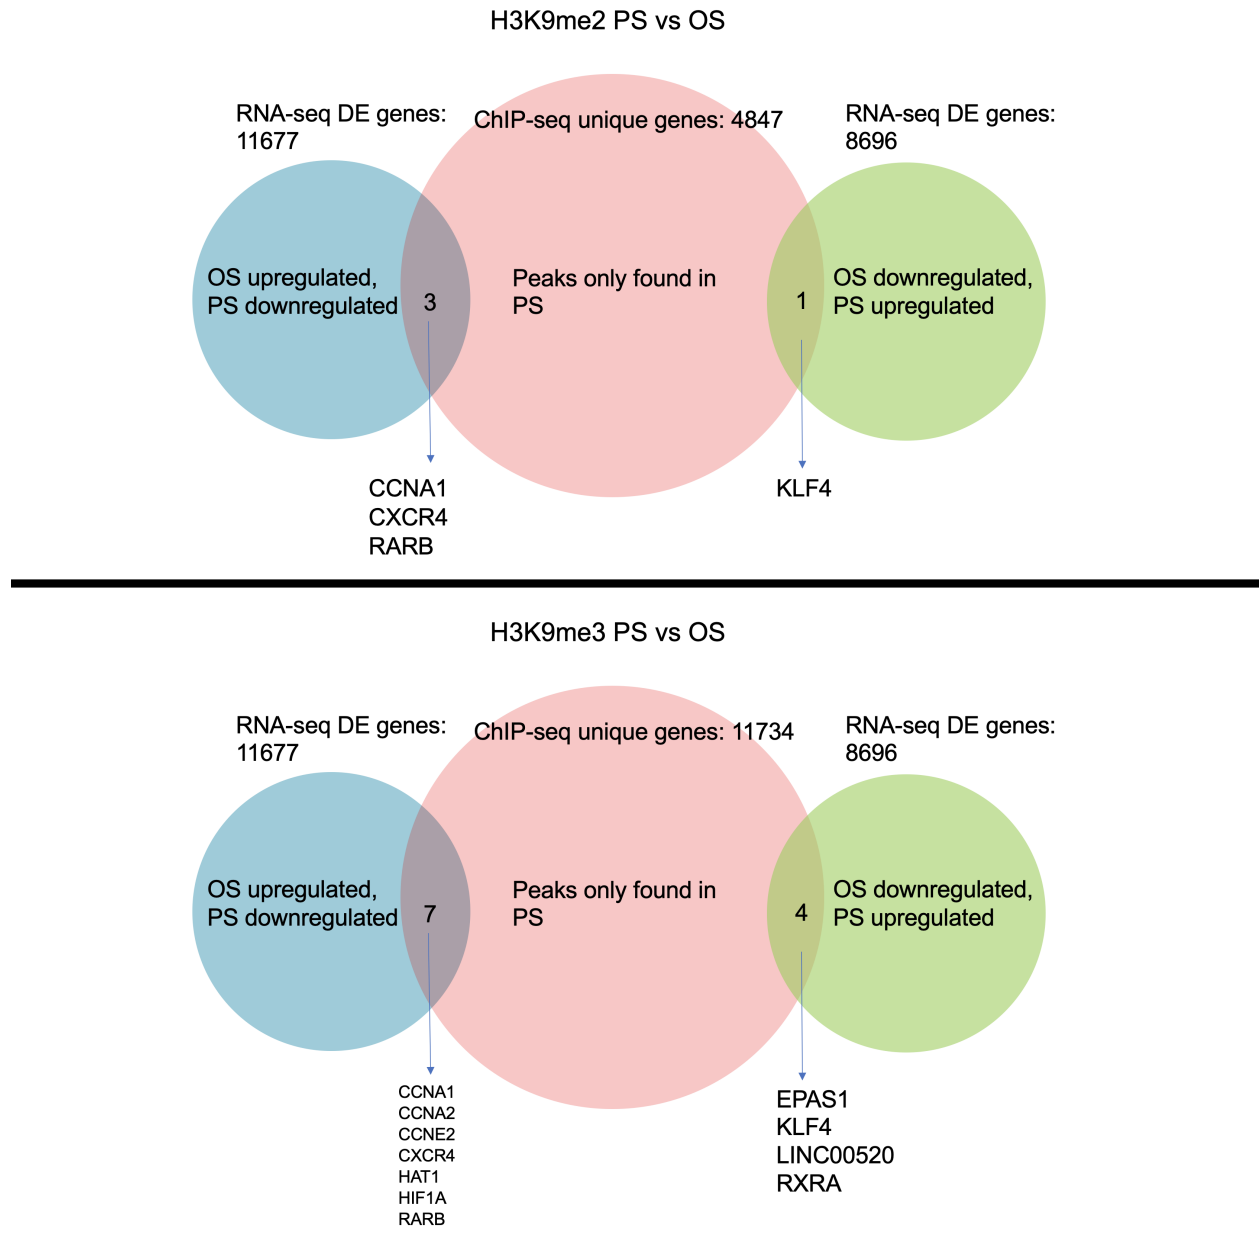 H3K9me2 PS vs OS
RNA-seq DE genes:
11677
ChIP-seq unique genes: 4847
RNA-seq DE genes:
8696
OS upregulated,
PS downregulated
3
Peaks only found in
PS
1
OS downregulated,
PS upregulated
CCNA1
CXCR4
RARB
KLF4
H3K9me3 PS vs OS
RNA-seq DE genes:
11677
ChIP-seq unique genes: 11734
RNA-seq DE genes:
8696
OS upregulated,
PS downregulated
7
Peaks only found in
PS
4
OS downregulated,
PS upregulated
CCNA1
CCNA2
CCNE2
CXCR4
HAT1
HIF1A
RARB
EPAS1
KLF4
LINC00520
RXRA